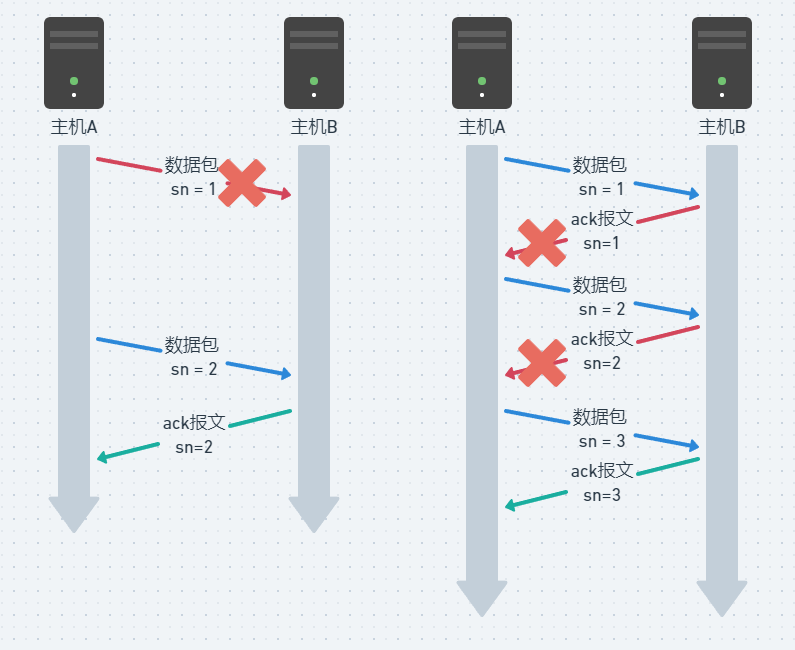 主机A
主机B
数据包
sn = 1
数据包
sn = 2
ack报文
sn=2
主机A
主机B
数据包
sn = 1
ack报文
sn=1
数据包
sn = 2
ack报文
sn=2
数据包
sn = 3
ack报文
sn=3